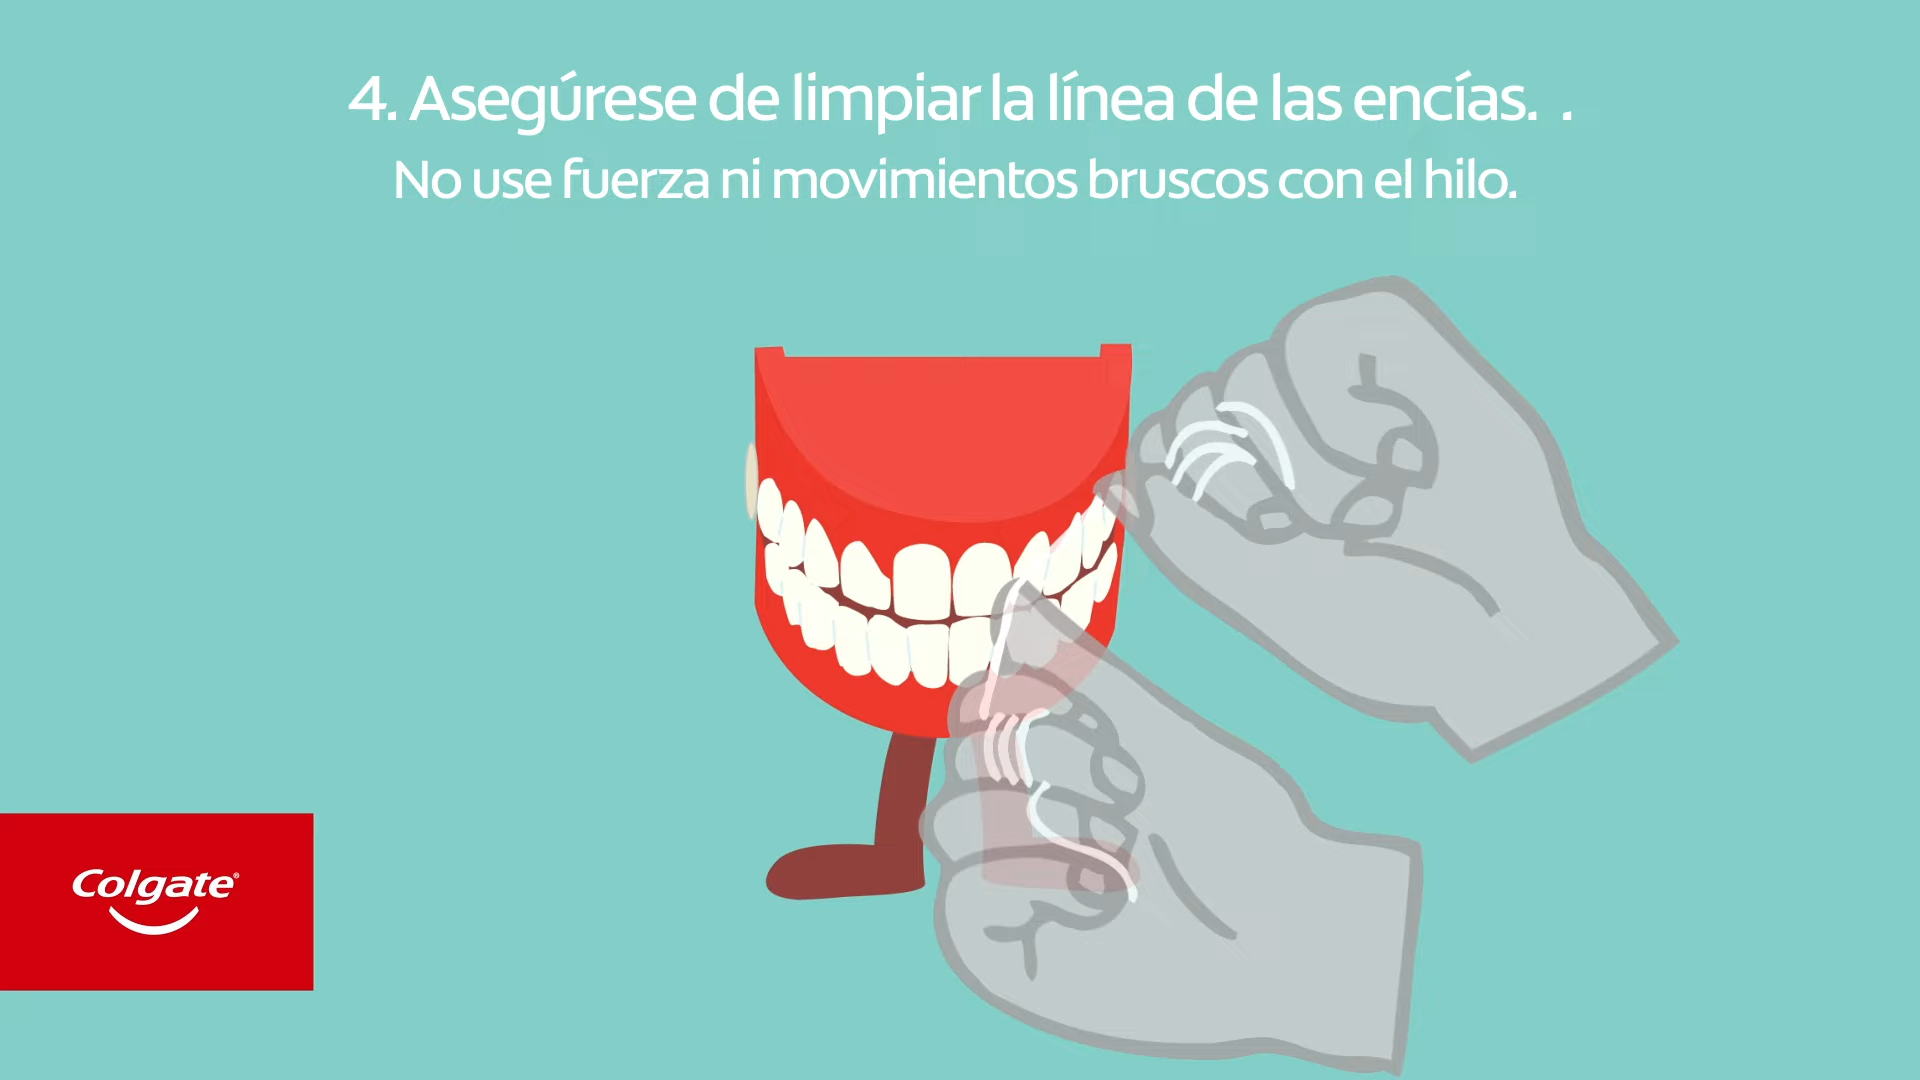 4. Asegúrese de limpiar la línea de las encías. .
No use fuerza ni movimientos bruscos con el hilo.
Colgate®